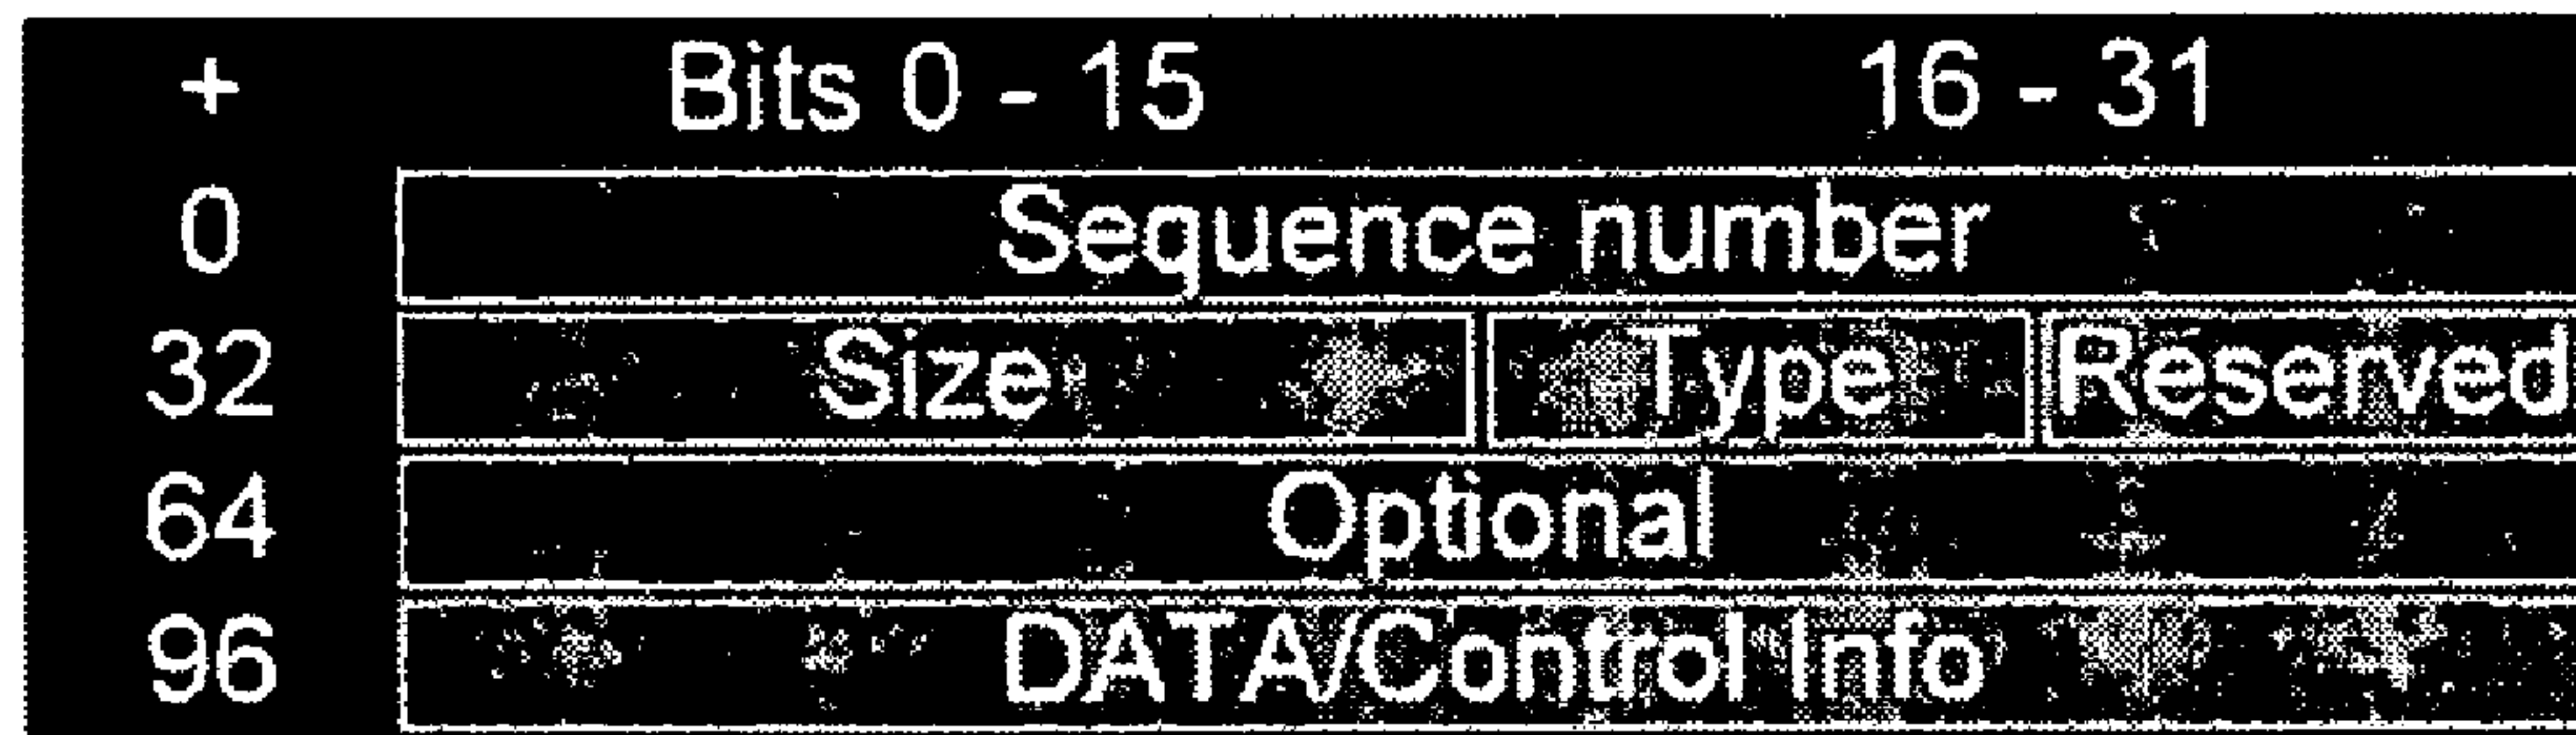 + Bits 0 - 15 16 - 31
0 Sequence number
32 Size Type Reserved
64 Optional
96 DATA/Control Info